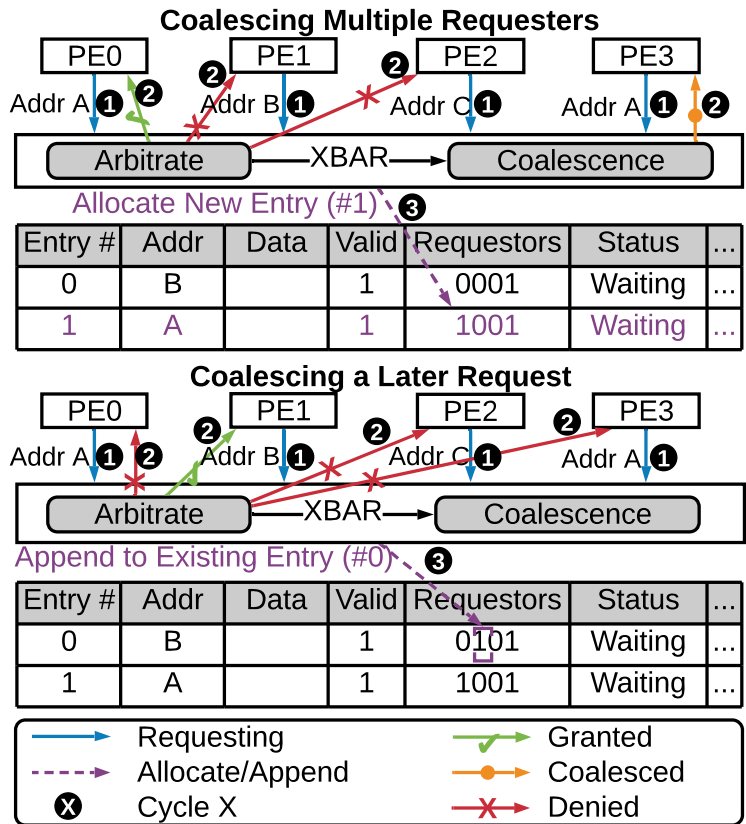 Coalescing Multiple Requesters
PE0 PE1 PE2 PE3
2 2 2
Addr A 1 Addr B 1 Addr C 1 Addr A 1 2
Arbitrate XBAR Coalescence
Allocate New Entry (#1) 3
Entry # Addr Data Valid Requestors Status ...
0 B 1 0001 Waiting ...
1 A 1 1001 Waiting ...
Coalescing a Later Request
PE0 PE1 PE2 PE3
2 2 2
Addr A 1 2 Addr B 1 Addr C 1 Addr A 1
Arbitrate XBAR Coalescence
Append to Existing Entry (#0) 3
Entry # Addr Data Valid Requestors Status ...
0 B 1 0101 Waiting ...
1 A 1 1001 Waiting ...
Requesting Granted
Allocate/Append Coalesced
X Cycle X Denied